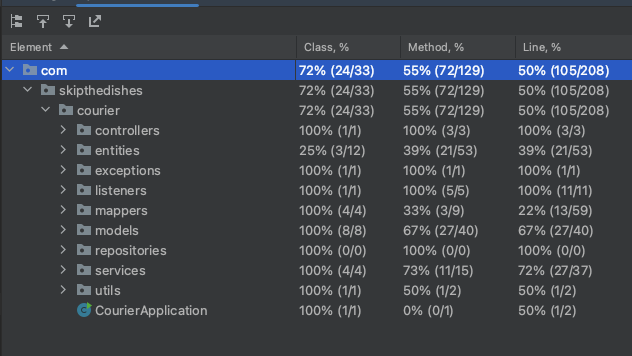 Element Class, % Method, % Line, %
com 72% (24/33) 55% (72/129) 50% (105/208)
skipthedishes 72% (24/33) 55% (72/129) 50% (105/208)
courier 72% (24/33) 55% (72/129) 50% (105/208)
controllers 100% (1/1) 100% (3/3) 100% (3/3)
entities 25% (3/12) 39% (21/53) 39% (21/53)
exceptions 100% (1/1) 100% (1/1) 100% (1/1)
listeners 100% (1/1) 100% (5/5) 100% (11/11)
mappers 100% (4/4) 33% (3/9) 22% (13/59)
models 100% (8/8) 67% (27/40) 67% (27/40)
repositories 100% (0/0) 100% (0/0) 100% (0/0)
services 100% (4/4) 73% (11/15) 72% (27/37)
utils 100% (1/1) 50% (1/2) 50% (1/2)
CourierApplication 100% (1/1) 0% (0/1) 50% (1/2)